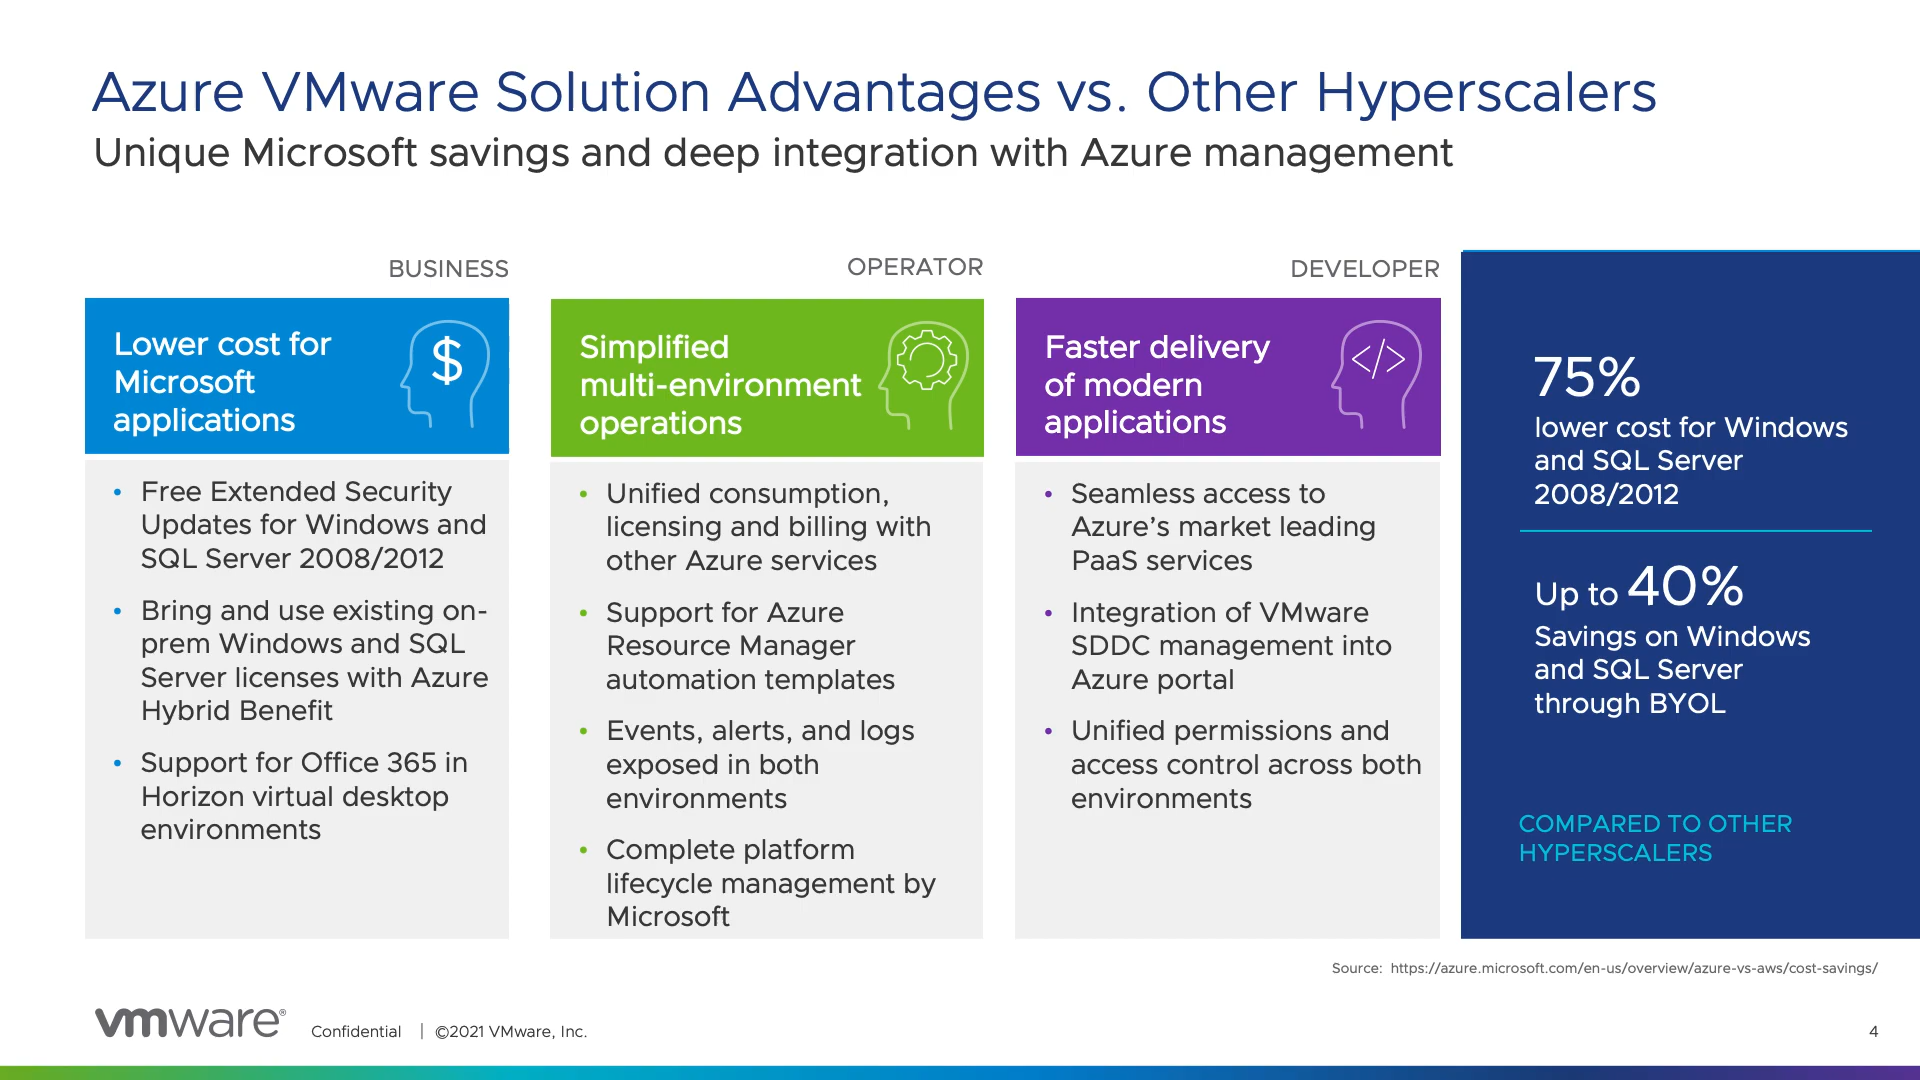 Azure VMware Solution Advantages vs. Other Hyperscalers
Unique Microsoft savings and deep integration with Azure management
BUSINESS
Lower cost for
Microsoft
applications
$
• Free Extended Security
Updates for Windows and
SQL Server 2008/2012
• Bring and use existing on-
prem Windows and SQL
Server licenses with Azure
Hybrid Benefit
• Support for Office 365 in
Horizon virtual desktop
environments
OPERATOR
Simplified
multi-environment
operations
• Unified consumption,
licensing and billing with
other Azure services
• Support for Azure
Resource Manager
automation templates
• Events, alerts, and logs
exposed in both
environments
• Complete platform
lifecycle management by
Microsoft
DEVELOPER
Faster delivery
of modern
applications
</>
• Seamless access to
Azure’s market leading
PaaS services
• Integration of VMware
SDDC management into
Azure portal
• Unified permissions and
access control across both
environments
75%
lower cost for Windows
and SQL Server
2008/2012
Up to 40%
Savings on Windows
and SQL Server
through BYOL
COMPARED TO OTHER
HYPERSCALERS
Source: https://azure.microsoft.com/en-us/overview/azure-vs-aws/cost-savings/
vmware® Confidential | ©2021 VMware, Inc. 4